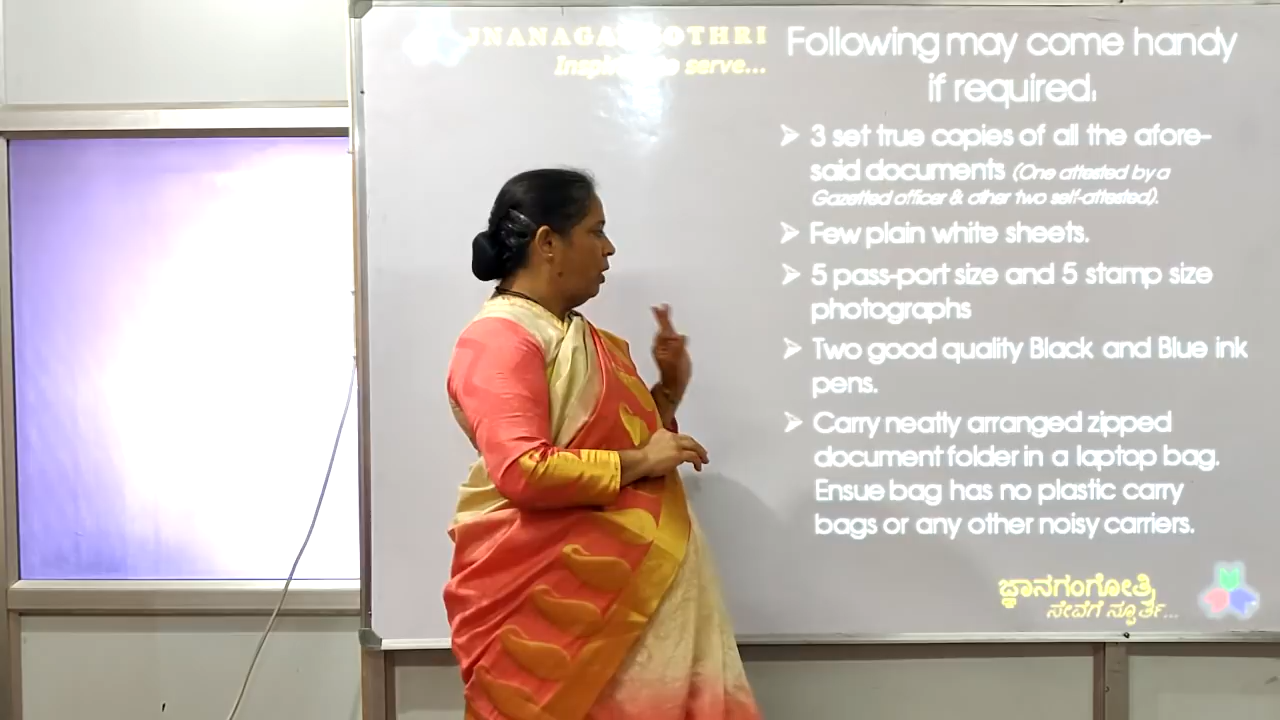 serve...
Following may come handy
if required.
➢ 3 set true copies of all the afore-
said documents (One attested by a
Gazetted officer & other two self-attested).
➢ Few plain white sheets.
➢ 5 pass-port size and 5 stamp size
photographs
➢ Two good quality Black and Blue ink
pens.
➢ Carry neatly arranged zipped
document folder in a laptop bag.
Ensue bag has no plastic carry
bags or any other noisy carriers.
ಜ್ಞಾನಗಂಗೋತ್ರಿ
ಸೇವೆಗೆ ಸ್ಪೂರ್ತಿ...